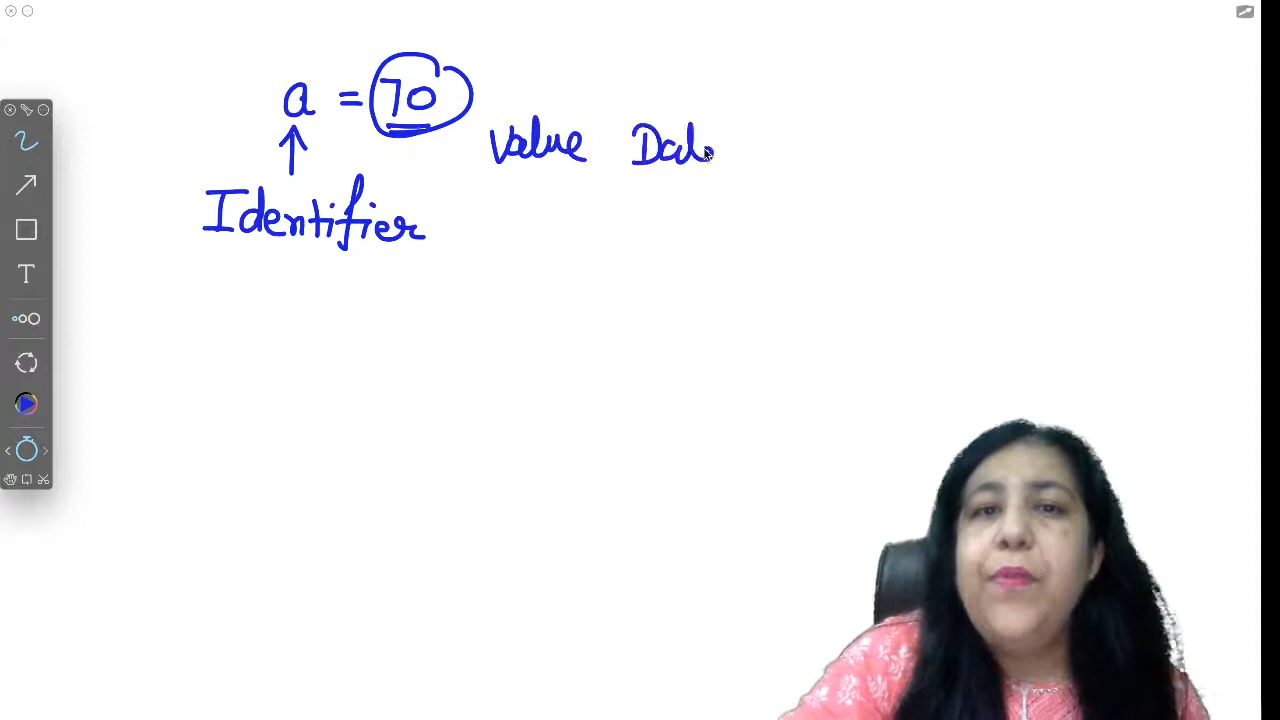 a = 70
Value Dat
Identifier
T